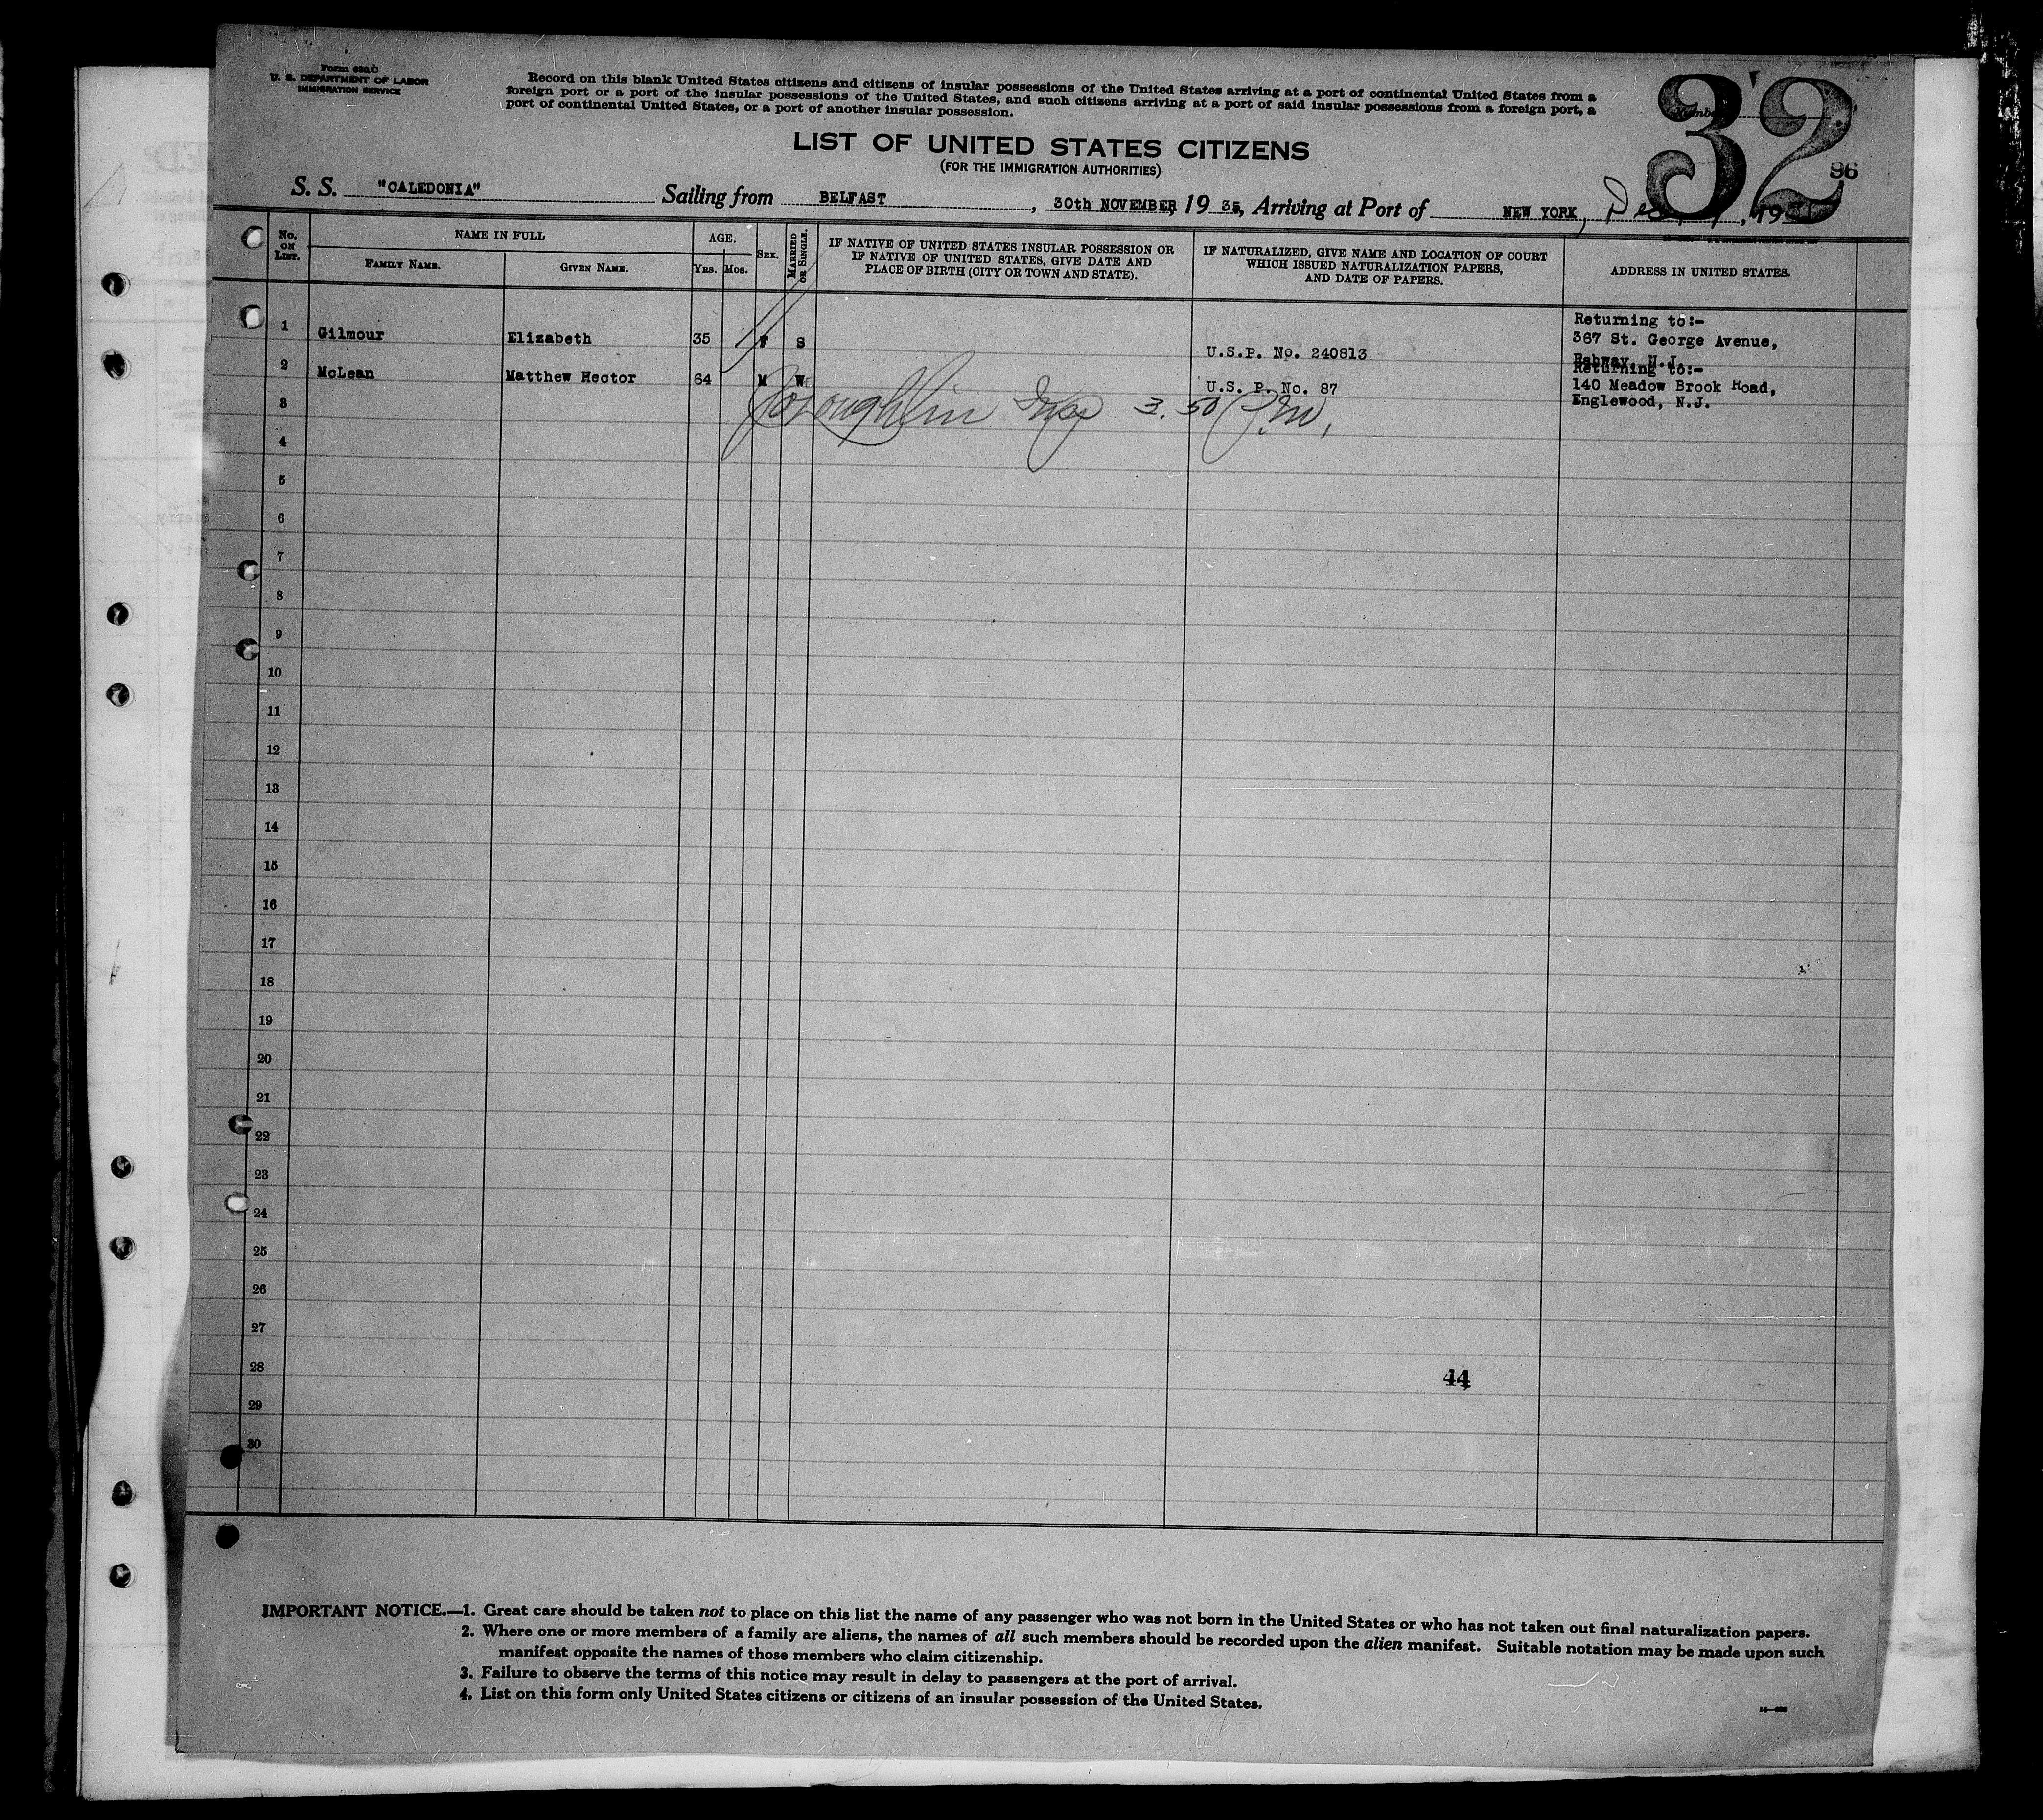 Form 630 C
U. S. DEPARTMENT OF LABOR
IMMIGRATION SERVICE
Record on this blank United States citizens and citizens of insular possessions of the United States arriving at a port of continental United States from a
foreign port or a port of the insular possessions of the United States, and such citizens arriving at a port of said insular possessions from a foreign port, a
port of continental United States, or a port of another insular possession.
32
96
LIST OF UNITED STATES CITIZENS
(FOR THE IMMIGRATION AUTHORITIES)
S. S. "CALEDONIA" Sailing from BELFAST, 30th NOVEMBER, 19 35, Arriving at Port of NEW YORK, Dec. , 19
No. ON LIST.
NAME IN FULL
FAMILY NAME.
GIVEN NAME.
AGE.
Yrs. Mos.
SEX.
MARRIED OR SINGLE.
IF NATIVE OF UNITED STATES INSULAR POSSESSION OR
IF NATIVE OF UNITED STATES, GIVE DATE AND
PLACE OF BIRTH (CITY OR TOWN AND STATE).
IF NATURALIZED, GIVE NAME AND LOCATION OF COURT
WHICH ISSUED NATURALIZATION PAPERS,
AND DATE OF PAPERS.
ADDRESS IN UNITED STATES.
1 Gilmour Elizabeth 35 F S U.S.P. No. 240813
Returning to:-
367 St. George Avenue,
Rahway, N.J.
2 McLean Matthew Hector 64 M W U.S. P. No. 87
Returning to:-
140 Meadow Brook Road,
Englewood, N.J.
3 Loughlin Insp 3.50 P.M.
4
5
6
7
8
9
10
11
12
13
14
15
16
17
18
19
20
21
22
23
24
25
26
27
28
44
29
30
IMPORTANT NOTICE.—1. Great care should be taken not to place on this list the name of any passenger who was not born in the United States or who has not taken out final naturalization papers.
2. Where one or more members of a family are aliens, the names of all such members should be recorded upon the alien manifest. Suitable notation may be made upon such
manifest opposite the names of those members who claim citizenship.
3. Failure to observe the terms of this notice may result in delay to passengers at the port of arrival.
4. List on this form only United States citizens or citizens of an insular possession of the United States.